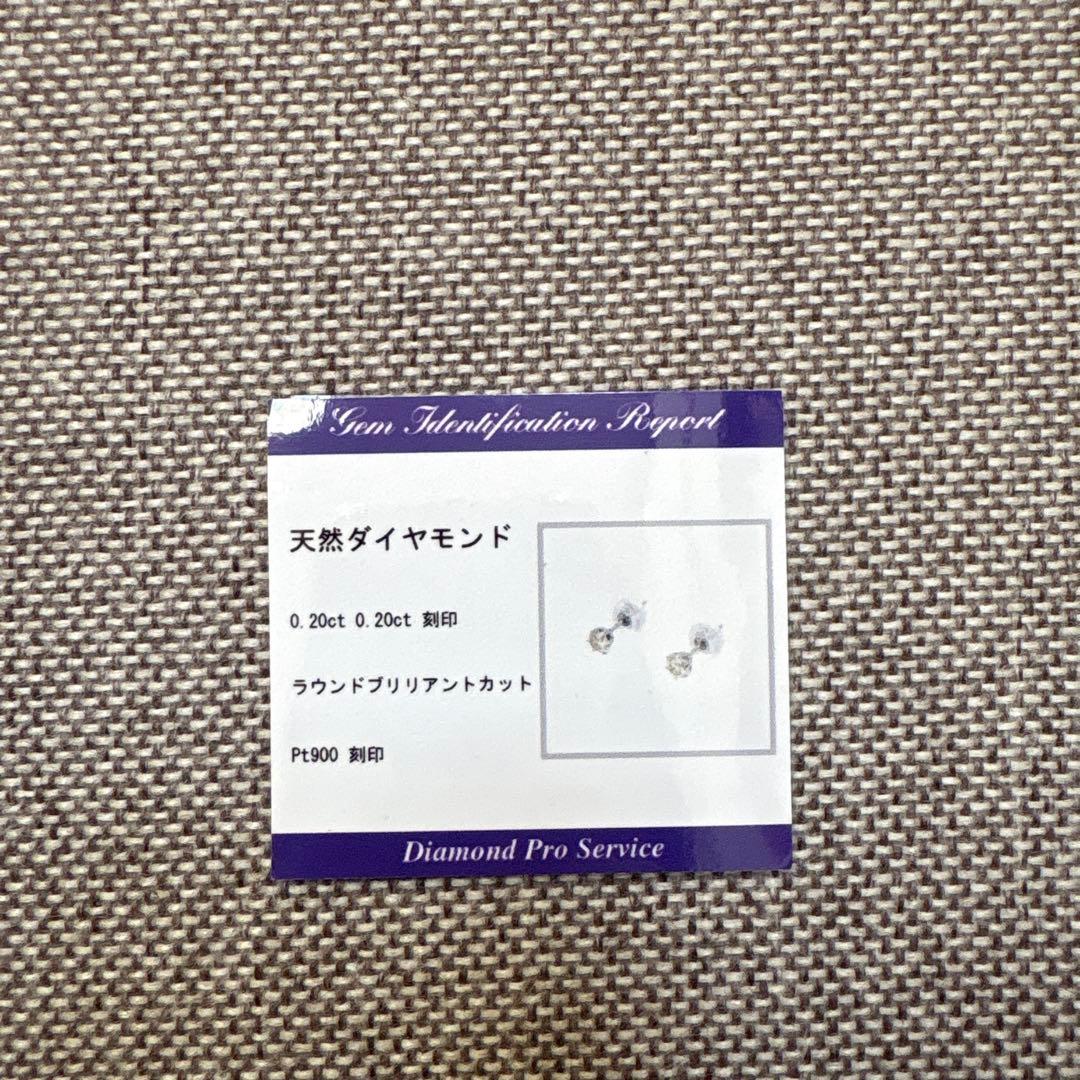 Gem Identification Report
天然ダイヤモンド
0.20ct 0.20ct 刻印
ラウンドブリリアントカット
Pt900 刻印
Diamond Pro Service